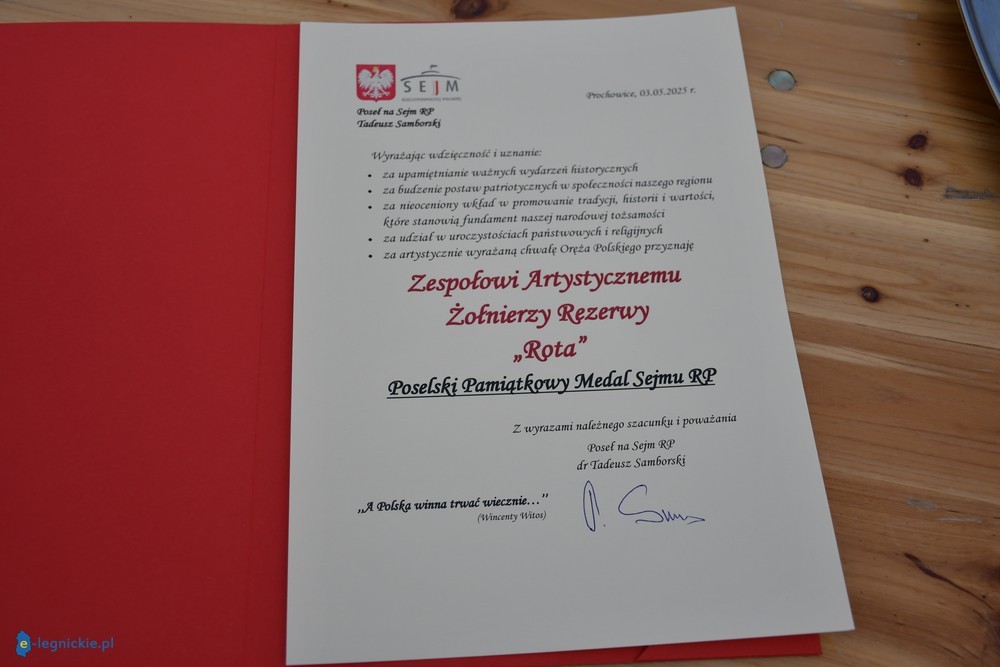 SEJM
RZECZYPOSPOLITEJ POLSKIEJ
Prochowice, 03.05.2025 r.
Poseł na Sejm RP
Tadeusz Samborski
Wyrażając wdzięczność i uznanie:
• za upamiętnianie ważnych wydarzeń historycznych
• za budzenie postaw patriotycznych w społeczności naszego regionu
• za nieoceniony wkład w promowanie tradycji, historii i wartości,
które stanowią fundament naszej narodowej tożsamości
• za udział w uroczystościach państwowych i religijnych
• za artystycznie wyrażaną chwałę Oręża Polskiego przyznaję
Zespołowi Artystycznemu
Żołnierzy Rezerwy
„Rota”
Poselski Pamiątkowy Medal Sejmu RP
Z wyrazami należnego szacunku i poważania
Poseł na Sejm RP
dr Tadeusz Samborski
„A Polska winna trwać wiecznie…”
(Wincenty Witos)
e-legnickie.pl